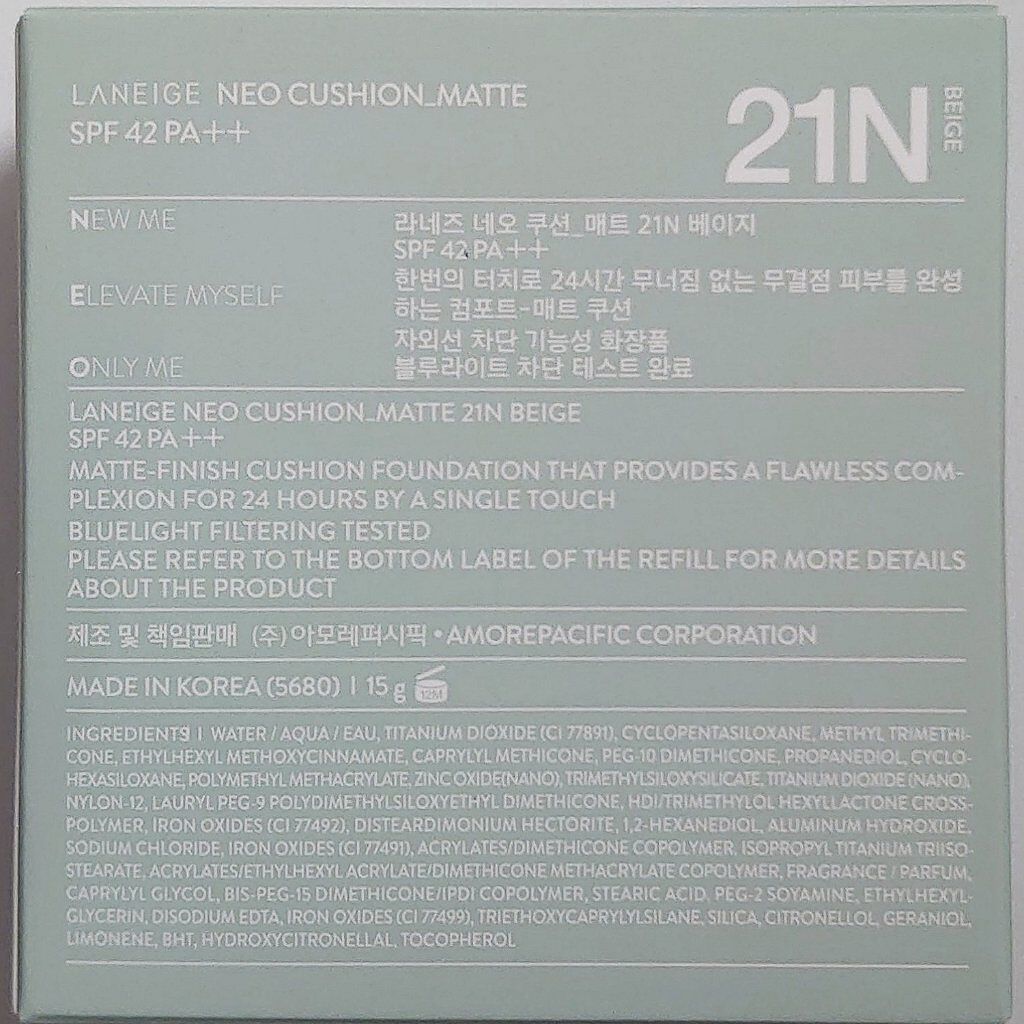 LANEIGE NEO CUSHION_MATTE
SPF 42 PA++
21N BEIGE
NEW ME
ELEVATE MYSELF
ONLY ME
라네즈 네오 쿠션_매트 21N 베이지
SPF 42 PA++
한번의 터치로 24시간 무너짐 없는 무결점 피부를 완성
하는 컴포트-매트 쿠션
자외선 차단 기능성 화장품
블루라이트 차단 테스트 완료
LANEIGE NEO CUSHION_MATTE 21N BEIGE
SPF 42 PA++
MATTE-FINISH CUSHION FOUNDATION THAT PROVIDES A FLAWLESS COM-
PLEXION FOR 24 HOURS BY A SINGLE TOUCH
BLUELIGHT FILTERING TESTED
PLEASE REFER TO THE BOTTOM LABEL OF THE REFILL FOR MORE DETAILS
ABOUT THE PRODUCT
제조 및 책임판매 (주)아모레퍼시픽 • AMOREPACIFIC CORPORATION
MADE IN KOREA (5680) | 15 g 12M
INGREDIENTS | WATER / AQUA / EAU, TITANIUM DIOXIDE (CI 77891), CYCLOPENTASILOXANE, METHYL TRIMETHI-
CONE, ETHYLHEXYL METHOXYCINNAMATE, CAPRYLYL METHICONE, PEG-10 DIMETHICONE, PROPANEDIOL, CYCLO-
HEXASILOXANE, POLYMETHYL METHACRYLATE, ZINC OXIDE(NANO), TRIMETHYLSILOXYSILICATE, TITANIUM DIOXIDE (NANO),
NYLON-12, LAURYL PEG-9 POLYDIMETHYLSILOXYETHYL DIMETHICONE, HDI/TRIMETHYLOL HEXYLLACTONE CROSS-
POLYMER, IRON OXIDES (CI 77492), DISTEARDIMONIUM HECTORITE, 1,2-HEXANEDIOL, ALUMINUM HYDROXIDE,
SODIUM CHLORIDE, IRON OXIDES (CI 77491), ACRYLATES/DIMETHICONE COPOLYMER, ISOPROPYL TITANIUM TRIISO-
STEARATE, ACRYLATES/ETHYLHEXYL ACRYLATE/DIMETHICONE METHACRYLATE COPOLYMER, FRAGRANCE / PARFUM,
CAPRYLYL GLYCOL, BIS-PEG-15 DIMETHICONE/IPDI COPOLYMER, STEARIC ACID, PEG-2 SOYAMINE, ETHYLHEXYL-
GLYCERIN, DISODIUM EDTA, IRON OXIDES (CI 77499), TRIETHOXYCAPRYLYLSILANE, SILICA, CITRONELLOL, GERANIOL,
LIMONENE, BHT, HYDROXYCITRONELLAL, TOCOPHEROL